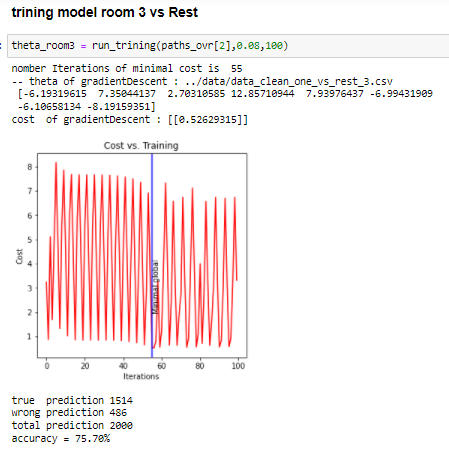 trining model room 3 vs Rest
: theta_room3 = run_trining(paths_ovr[2],0.08,100)
nomber Iterations of minimal cost is  55
-- theta of gradientDescent : ../data/data_clean_one_vs_rest_3.csv
[-6.19319615  7.35044137  2.70310585 12.85710944  7.93976437 -6.99431909
-6.10658134 -8.19159351]
cost  of gradientDescent : [[0.52629315]]
Cost vs. Training
8
7
6
5
4
3
2
1
Cost
Minimal global
0 20 40 60 80 100
Iterations
true  prediction 1514
wrong prediction 486
total prediction 2000
accuracy = 75.70%